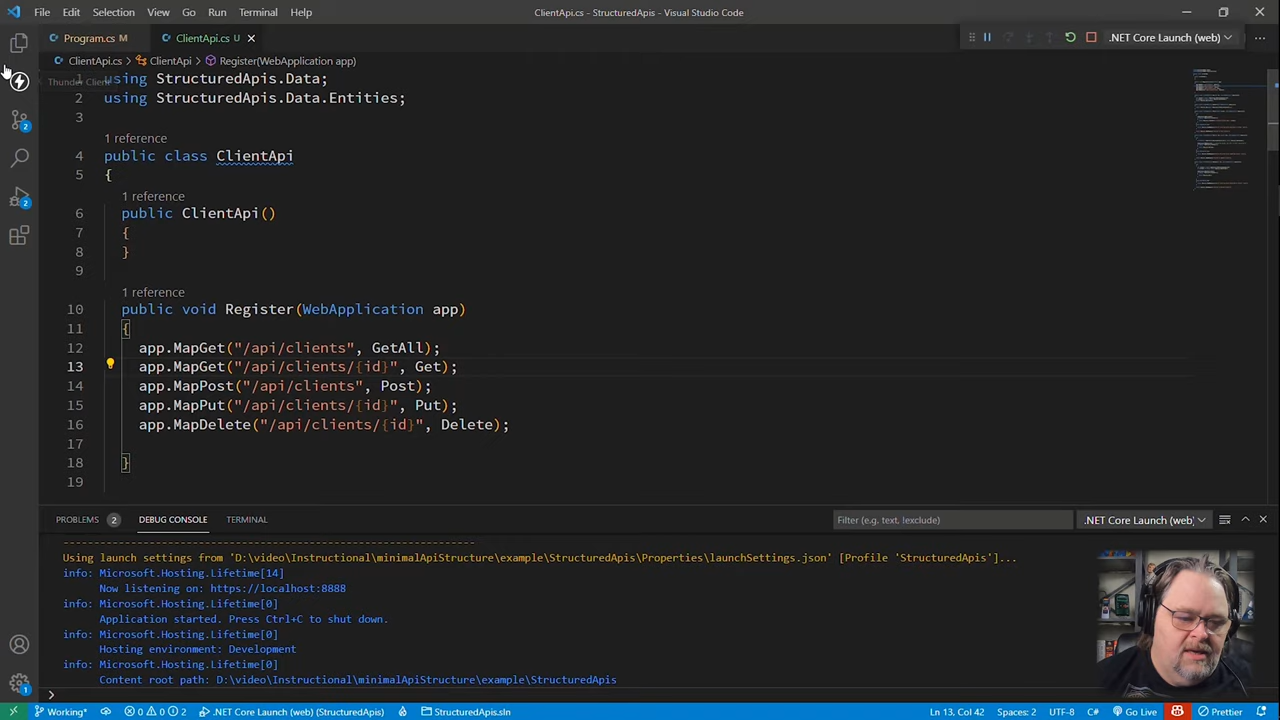 File Edit Selection View Go Run Terminal Help
ClientApi.cs - StructuredApis - Visual Studio Code
Program.cs M
ClientApi.cs U
.NET Core Launch (web)
ClientApi.cs > ClientApi > Register(WebApplication app)
Thunder Client
1 using StructuredApis.Data;
2 using StructuredApis.Data.Entities;
3
1 reference
4 public class ClientApi
5 {
1 reference
6 public ClientApi()
7 {
8 }
9
1 reference
10 public void Register(WebApplication app)
11 {
12 app.MapGet("/api/clients", GetAll);
13 app.MapGet("/api/clients/{id}", Get);
14 app.MapPost("/api/clients", Post);
15 app.MapPut("/api/clients/{id}", Put);
16 app.MapDelete("/api/clients/{id}", Delete);
17
18 }
19
2
2
1
PROBLEMS 2 DEBUG CONSOLE TERMINAL
Filter (e.g. text, !exclude)
.NET Core Launch (web)
Using launch settings from 'D:\video\Instructional\minimalApiStructure\example\StructuredApis\Properties\launchSettings.json' [Profile 'StructuredApis']...
info: Microsoft.Hosting.Lifetime[14]
Now listening on: https://localhost:8888
info: Microsoft.Hosting.Lifetime[0]
Application started. Press Ctrl+C to shut down.
info: Microsoft.Hosting.Lifetime[0]
Hosting environment: Development
info: Microsoft.Hosting.Lifetime[0]
Content root path: D:\video\Instructional\minimalApiStructure\example\StructuredApis
>
Working* 0 0 2 .NET Core Launch (web) (StructuredApis) StructuredApis.sln Ln 13, Col 42 Spaces: 2 UTF-8 C# Go Live Prettier